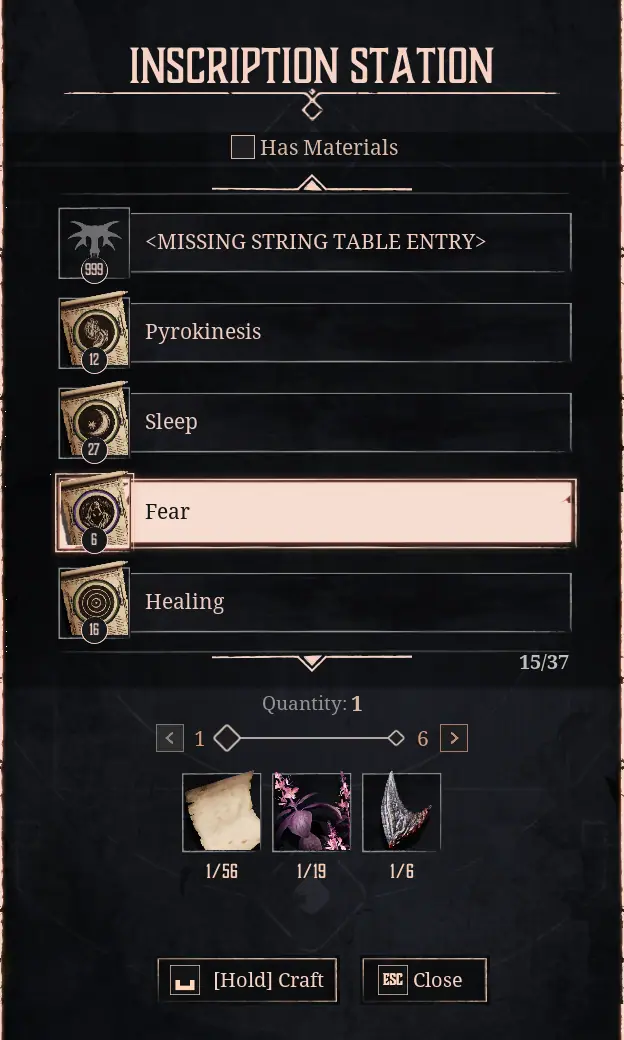 INSCRIPTION STATION
Has Materials
<MISSING STRING TABLE ENTRY>
999
Pyrokinesis
12
Sleep
27
Fear
6
Healing
16
15/37
Quantity: 1
1 6
1/56 1/19 1/6
[Hold] Craft ESC Close